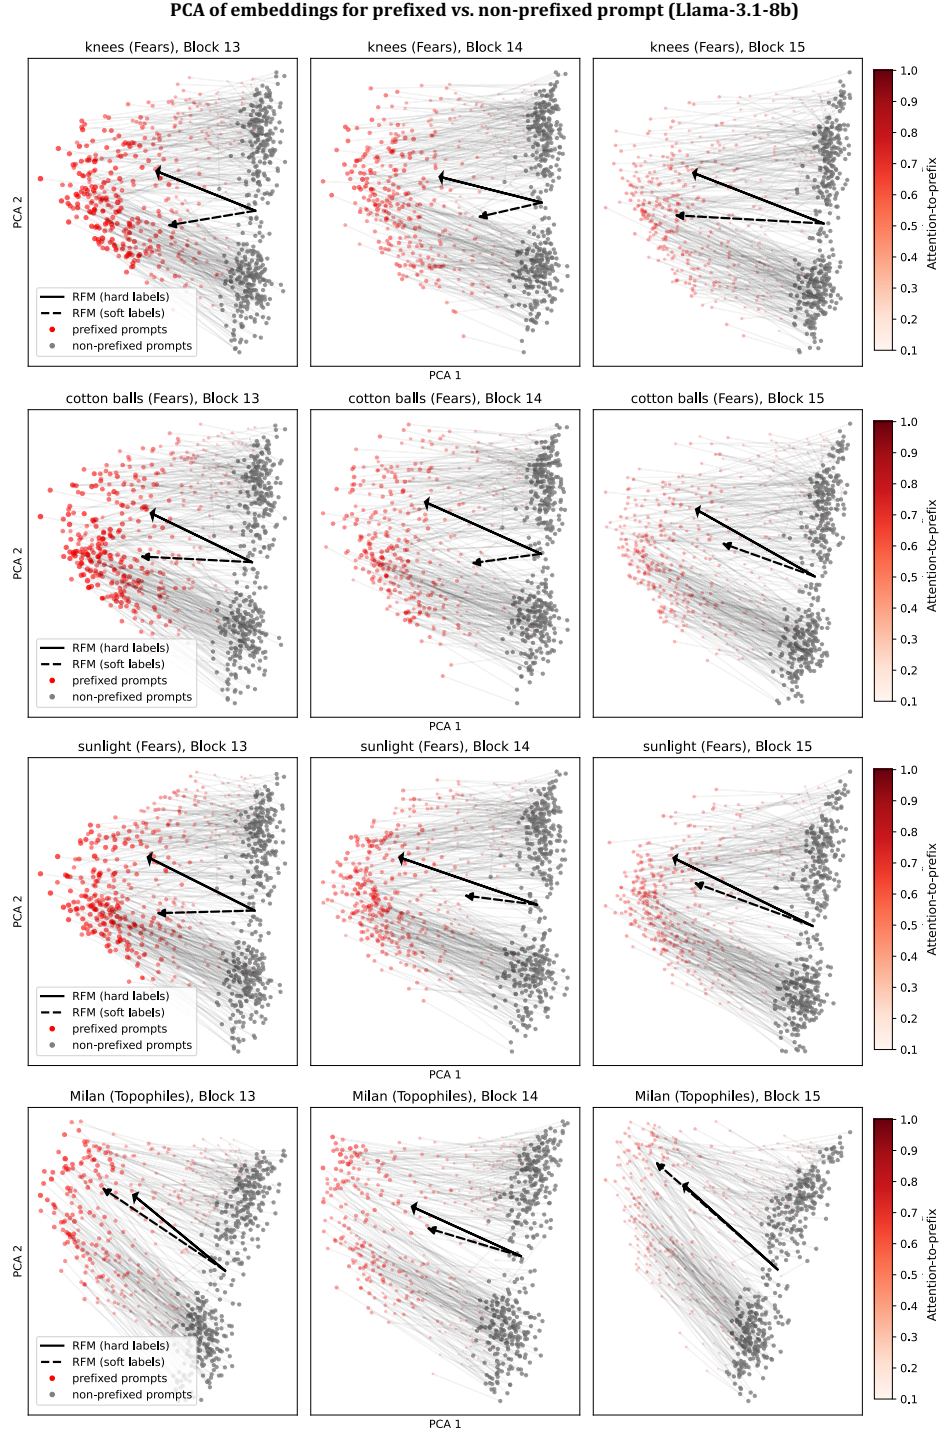 PCA of embeddings for prefixed vs. non-prefixed prompt (Llama-3.1-8b)
knees (Fears), Block 13
knees (Fears), Block 14
knees (Fears), Block 15
PCA 2
RFM (hard labels)
RFM (soft labels)
prefixed prompts
non-prefixed prompts
PCA 1
1.0
0.9
0.8
0.7
0.6
0.5
0.4
0.3
0.2
0.1
Attention-to-prefix
cotton balls (Fears), Block 13
cotton balls (Fears), Block 14
cotton balls (Fears), Block 15
PCA 2
RFM (hard labels)
RFM (soft labels)
prefixed prompts
non-prefixed prompts
PCA 1
1.0
0.9
0.8
0.7
0.6
0.5
0.4
0.3
0.2
0.1
Attention-to-prefix
sunlight (Fears), Block 13
sunlight (Fears), Block 14
sunlight (Fears), Block 15
PCA 2
RFM (hard labels)
RFM (soft labels)
prefixed prompts
non-prefixed prompts
PCA 1
1.0
0.9
0.8
0.7
0.6
0.5
0.4
0.3
0.2
0.1
Attention-to-prefix
Milan (Topophiles), Block 13
Milan (Topophiles), Block 14
Milan (Topophiles), Block 15
PCA 2
RFM (hard labels)
RFM (soft labels)
prefixed prompts
non-prefixed prompts
PCA 1
1.0
0.9
0.8
0.7
0.6
0.5
0.4
0.3
0.2
0.1
Attention-to-prefix